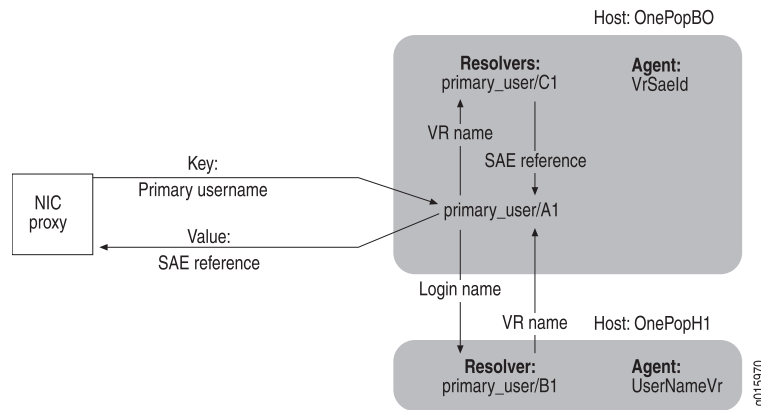 Host: OnePopBO
Resolvers:
primary_user/C1
Agent:
VrSaeId
VR name
SAE reference
Key:
Primary username
NIC
proxy
primary_user/A1
Value:
SAE reference
Login name
VR name
Host: OnePopH1
Resolver:
primary_user/B1
Agent:
UserNameVr
g015970